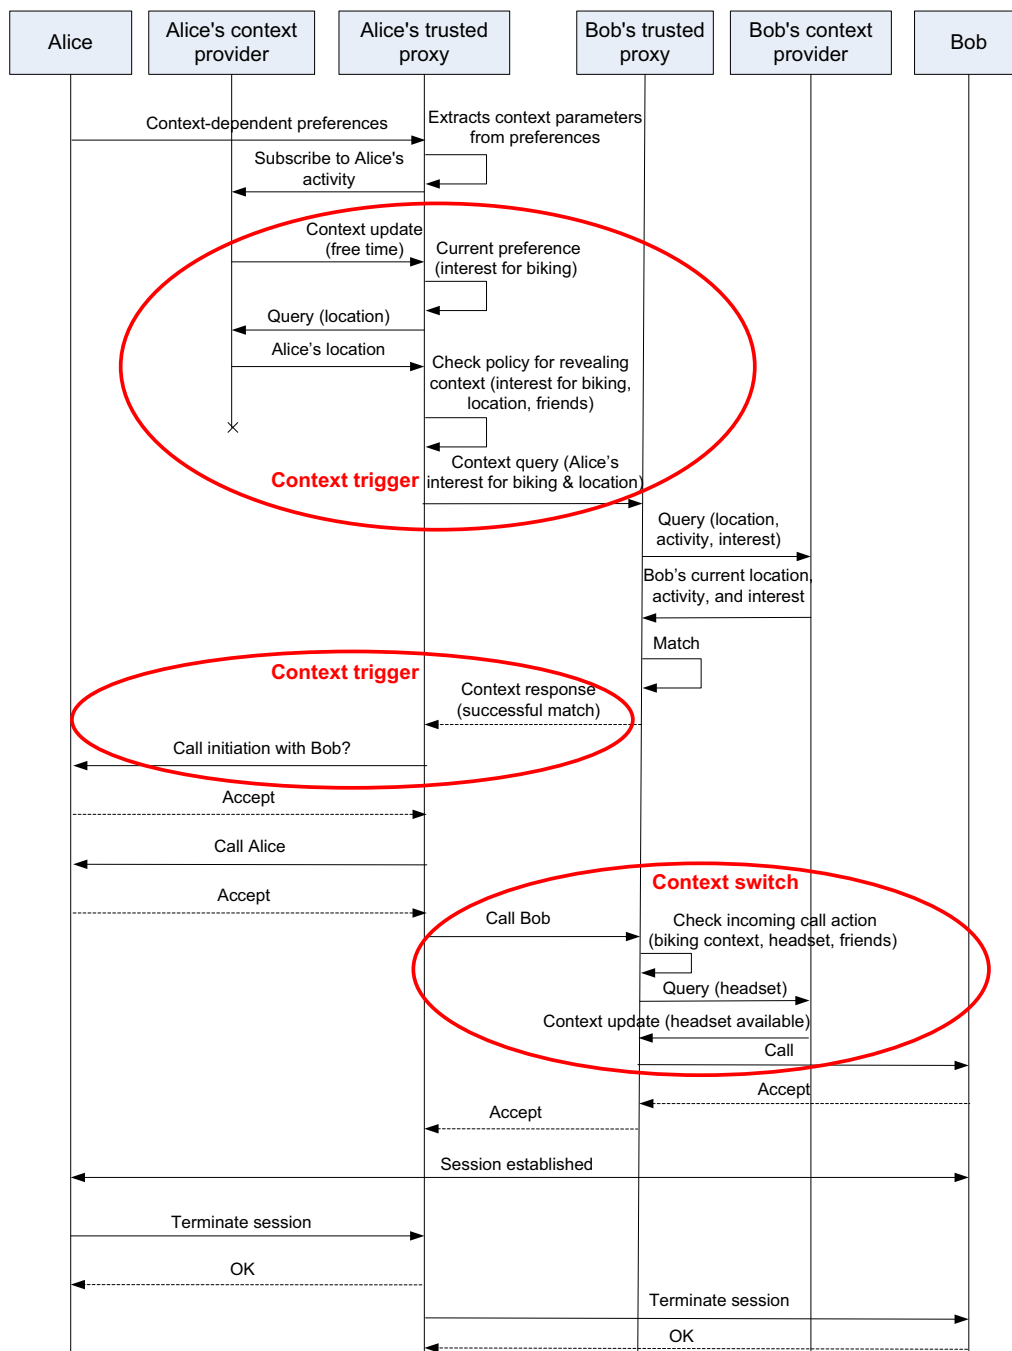 Alice
Alice's context
provider
Alice's trusted
proxy
Bob's trusted
proxy
Bob's context
provider
Bob
Context-dependent preferences
Extracts context parameters
from preferences
Subscribe to Alice's
activity
Context update
(free time)
Current preference
(interest for biking)
Query (location)
Alice’s location
Check policy for revealing
context (interest for biking,
location, friends)
Context trigger
Context query (Alice’s
interest for biking & location)
Query (location,
activity, interest)
Bob’s current location,
activity, and interest
Match
Context trigger
Context response
(successful match)
Call initiation with Bob?
Accept
Call Alice
Accept
Context switch
Call Bob
Check incoming call action
(biking context, headset, friends)
Query (headset)
Context update (headset available)
Call
Accept
Accept
Session established
Terminate session
OK
Terminate session
OK